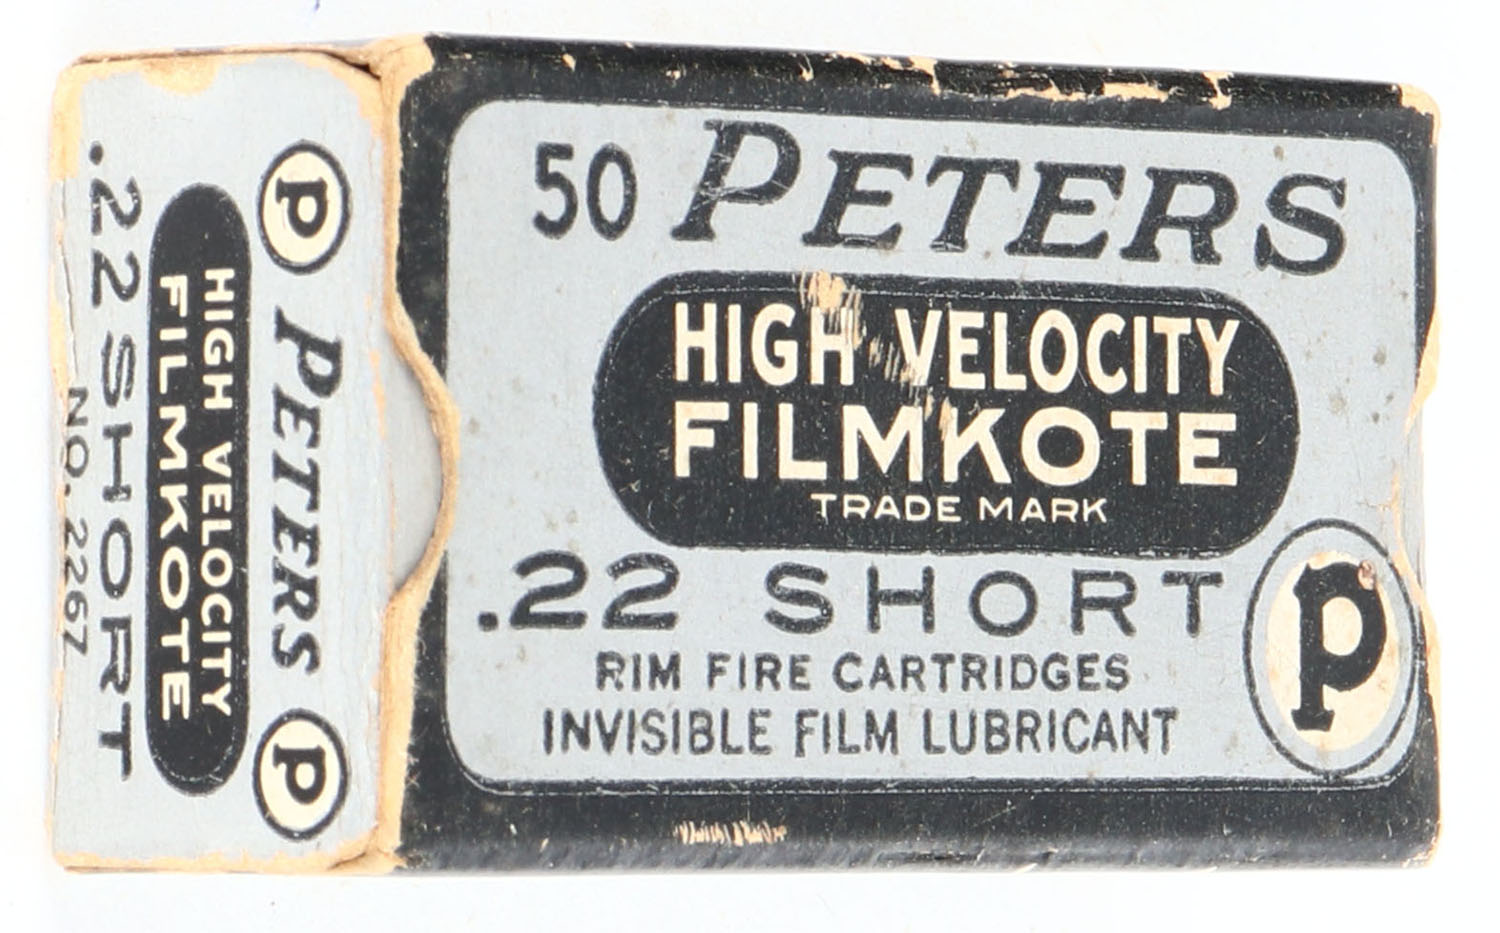 50 PETERS
HIGH VELOCITY
FILMKOTE
TRADE MARK
.22 SHORT
RIM FIRE CARTRIDGES
INVISIBLE FILM LUBRICANT
P
P PETERS P
HIGH VELOCITY
FILMKOTE
.22 SHORT
NO. 2267